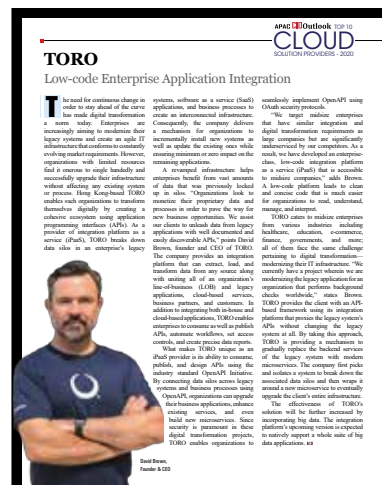 APAC CIO Outlook TOP 10
CLOUD
SOLUTION PROVIDERS - 2020
TORO
Low-code Enterprise Application Integration
The need for continuous change in
order to stay ahead of the curve
has made digital transformation
a norm today. Enterprises are
increasingly aiming to modernize their
legacy systems and create an agile IT
infrastructure that conforms to constantly
evolving market requirements. However,
organizations with limited resources
find it onerous to single handedly and
successfully upgrade their infrastructure
without affecting any existing system
or process. Hong Kong-based TORO
enables such organizations to transform
themselves digitally by creating a
cohesive ecosystem using application
programming interfaces (APIs). As a
provider of integration platform as a
service (iPaaS), TORO breaks down
data silos in an enterprise's legacy
systems, software as a service (SaaS)
applications, and business processes to
create an interconnected infrastructure.
Consequently, the company delivers
a mechanism for organizations to
incrementally install new systems as
well as update the existing ones while
ensuring minimum or zero impact on the
remaining applications.
A revamped infrastructure helps
enterprises benefit from vast amounts
of data that was previously locked
up in silos. "Organizations look to
monetize their proprietary data and
processes in order to pave the way for
new business opportunities. We assist
our clients to unleash data from legacy
applications with well documented and
easily discoverable APIs," points David
Brown, founder and CEO of TORO.
The company provides an integration
platform that can extract, load, and
transform data from any source along
with uniting all of an organization's
line-of-business (LOB) and legacy
applications, cloud-based services,
business partners, and customers. In
addition to integrating both in-house and
cloud-based applications, TORO enables
enterprises to consume as well as publish
APIs, automate workflows, set access
controls, and create precise data reports.
What makes TORO unique as an
iPaaS provider is its ability to consume,
publish, and design APIs using the
industry standard OpenAPI Initiative.
By connecting data silos across legacy
systems and business processes using
OpenAPI, organizations can upgrade
their business applications, enhance
existing services, and even
build new microservices. Since
security is paramount in these
digital transformation projects,
TORO enables organizations to
seamlessly implement OpenAPI using
OAuth security protocols.
"We target midsize enterprises
that have similar integration and
digital transformation requirements as
large companies but are significantly
underserviced by our competitors. As a
result, we have developed an enterprise-
class, low-code integration platform
as a service (iPaaS) that is accessible
to midsize companies," adds Brown.
A low-code platform leads to clean
and concise code that is much easier
for organizations to read, understand,
manage, and interpret.
TORO caters to midsize enterprises
from various industries including
healthcare, education, e-commerce,
finance, governments, and more;
all of them face the same challenge
pertaining to digital transformation—
modernizing their IT infrastructure. "We
currently have a project wherein we are
modernizing the legacy application for an
organization that performs background
checks worldwide," states Brown.
TORO provides the client with an API-
based framework using its integration
platform that proxies the legacy system's
APIs without changing the legacy
system at all. By taking this approach,
TORO is providing a mechanism to
gradually replace the backend services
of the legacy system with modern
microservices. The company first picks
and isolates a system to break down the
associated data silos and then wraps it
around a new microservice to eventually
upgrade the client's entire infrastructure.
The effectiveness of TORO's
solution will be further increased by
incorporating big data. The integration
platform's upcoming version is expected
to natively support a whole suite of big
data applications.
David Brown,
Founder & CEO